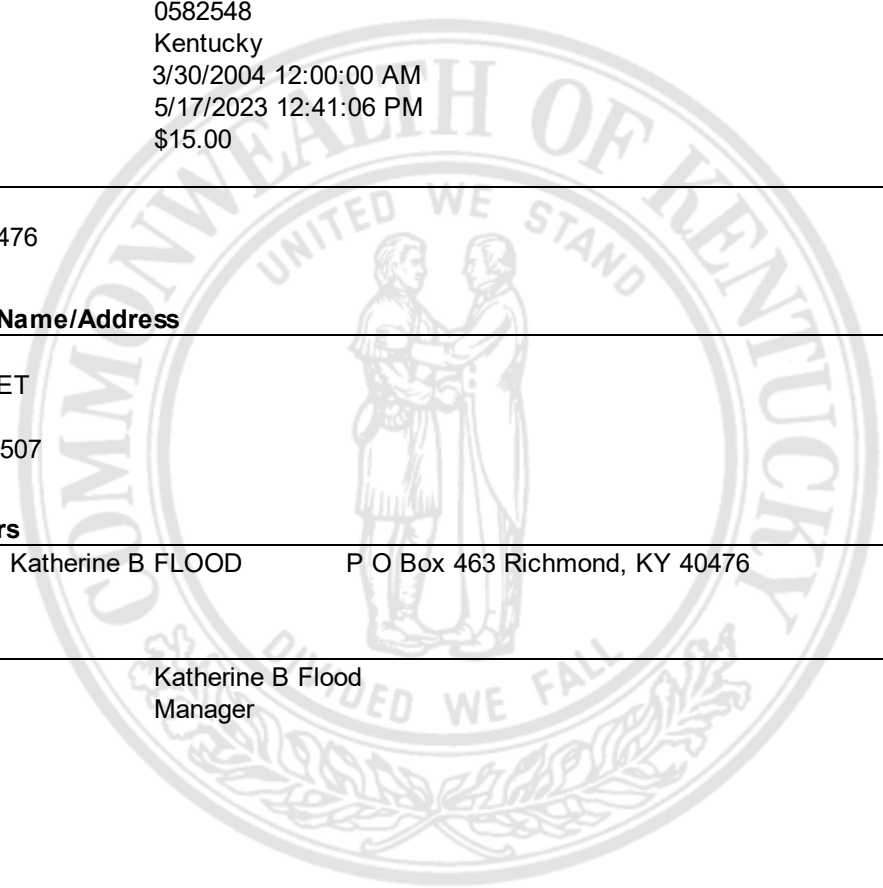 0582548
Kentucky
3/30/2004 12:00:00 AM
5/17/2023 12:41:06 PM
$15.00
COMMONWEALTH OF KENTUCKY
UNITED WE STAND
476
Name/Address
ET
507
rs
Katherine B FLOOD P O Box 463 Richmond, KY 40476
DIVIDED WE FALL
Katherine B Flood
Manager